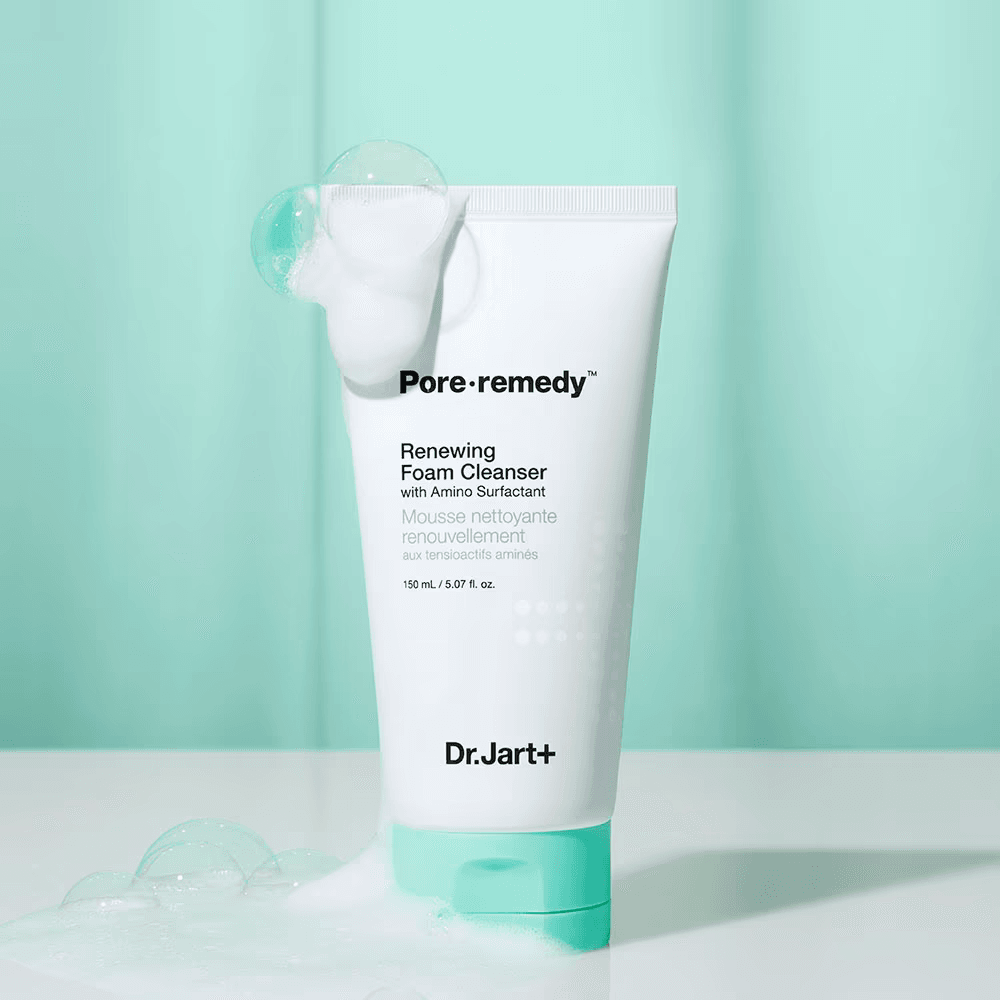 Pore·remedy™
Renewing
Foam Cleanser
with Amino Surfactant
Mousse nettoyante
renouvellement
aux tensioactifs aminés
150 mL / 5.07 fl. oz.
Dr.Jart+